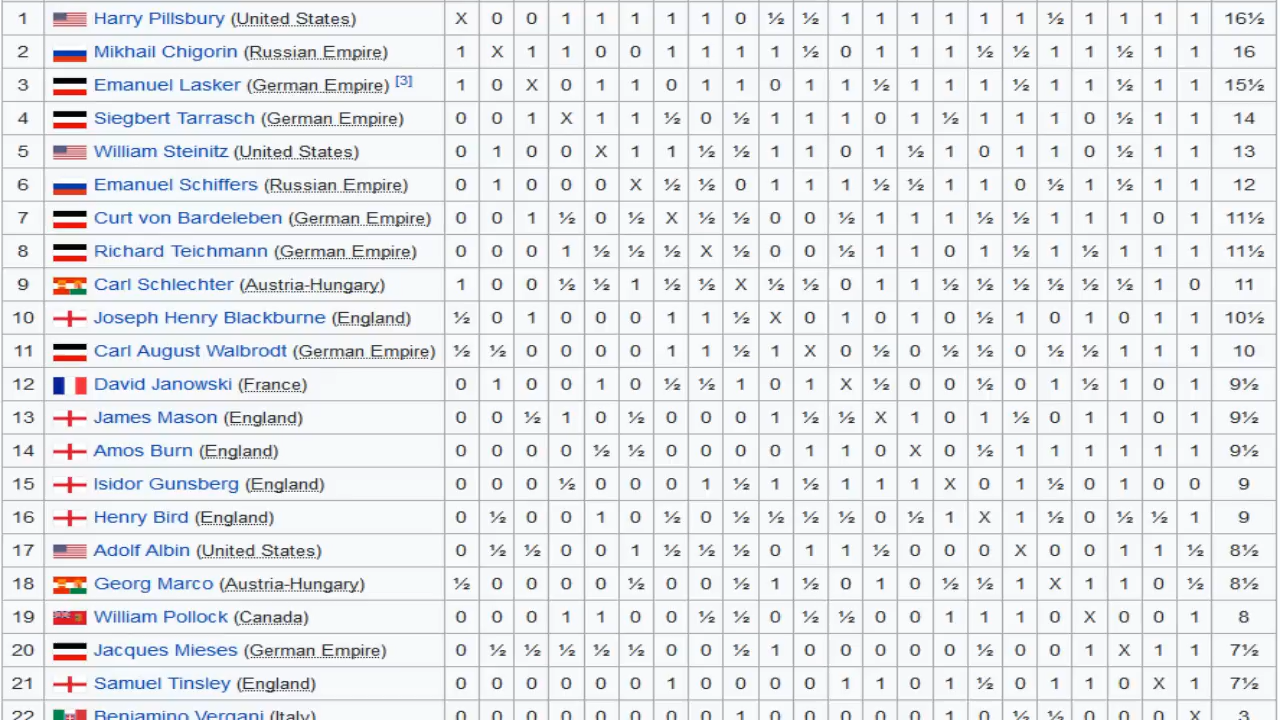 1 Harry Pillsbury (United States) X 0 0 1 1 1 1 1 0 ½ ½ 1 1 1 1 1 1 ½ 1 1 1 1 16½
2 Mikhail Chigorin (Russian Empire) 1 X 1 1 0 0 1 1 1 1 ½ 0 1 1 1 ½ ½ 1 1 ½ 1 1 16
3 Emanuel Lasker (German Empire) [3] 1 0 X 0 1 1 0 1 1 0 1 1 ½ 1 1 1 ½ 1 1 ½ 1 1 15½
4 Siegbert Tarrasch (German Empire) 0 0 1 X 1 1 ½ 0 ½ 1 1 1 0 1 ½ 1 1 1 0 ½ 1 1 14
5 William Steinitz (United States) 0 1 0 0 X 1 1 ½ ½ 1 1 0 1 ½ 1 0 1 1 0 ½ 1 1 13
6 Emanuel Schiffers (Russian Empire) 0 1 0 0 0 X ½ ½ 0 1 1 1 ½ ½ 1 1 0 ½ 1 ½ 1 1 12
7 Curt von Bardeleben (German Empire) 0 0 1 ½ 0 ½ X ½ ½ 0 0 ½ 1 1 1 ½ ½ 1 1 1 0 1 11½
8 Richard Teichmann (German Empire) 0 0 0 1 ½ ½ ½ X ½ 0 0 ½ 1 1 0 1 ½ 1 ½ 1 1 1 11½
9 Carl Schlechter (Austria-Hungary) 1 0 0 ½ ½ 1 ½ ½ X ½ ½ 0 1 1 ½ ½ ½ ½ ½ ½ 1 0 11
10 Joseph Henry Blackburne (England) ½ 0 1 0 0 0 1 1 ½ X 0 1 0 1 0 ½ 1 0 1 0 1 1 10½
11 Carl August Walbrodt (German Empire) ½ ½ 0 0 0 0 1 1 ½ 1 X 0 ½ 0 ½ ½ 0 ½ ½ 1 1 1 10
12 David Janowski (France) 0 1 0 0 1 0 ½ ½ 1 0 1 X ½ 0 0 ½ 0 1 ½ 1 0 1 9½
13 James Mason (England) 0 0 ½ 1 0 ½ 0 0 0 1 ½ ½ X 1 0 1 ½ 0 1 1 0 1 9½
14 Amos Burn (England) 0 0 0 0 ½ ½ 0 0 0 0 1 1 0 X 0 ½ 1 1 1 1 1 1 9½
15 Isidor Gunsberg (England) 0 0 0 ½ 0 0 0 1 ½ 1 ½ 1 1 1 X 0 1 ½ 0 1 0 0 9
16 Henry Bird (England) 0 ½ 0 0 1 0 ½ 0 ½ ½ ½ ½ 0 ½ 1 X 1 ½ 0 ½ ½ 1 9
17 Adolf Albin (United States) 0 ½ ½ 0 0 1 ½ ½ ½ 0 1 1 ½ 0 0 0 X 0 0 1 1 ½ 8½
18 Georg Marco (Austria-Hungary) ½ 0 0 0 0 ½ 0 0 ½ 1 ½ 0 1 0 ½ ½ 1 X 1 1 0 ½ 8½
19 William Pollock (Canada) 0 0 0 1 1 0 0 ½ ½ 0 ½ ½ 0 0 1 1 1 0 X 0 0 1 8
20 Jacques Mieses (German Empire) 0 ½ ½ ½ ½ ½ 0 0 ½ 1 0 0 0 0 0 ½ 0 0 1 X 1 1 7½
21 Samuel Tinsley (England) 0 0 0 0 0 0 1 0 0 0 0 1 1 0 1 ½ 0 1 1 0 X 1 7½
22 Beniamino Vergani (Italy) 0 0 0 0 0 0 0 0 1 0 0 0 0 0 1 0 ½ ½ 0 0 0 X 3